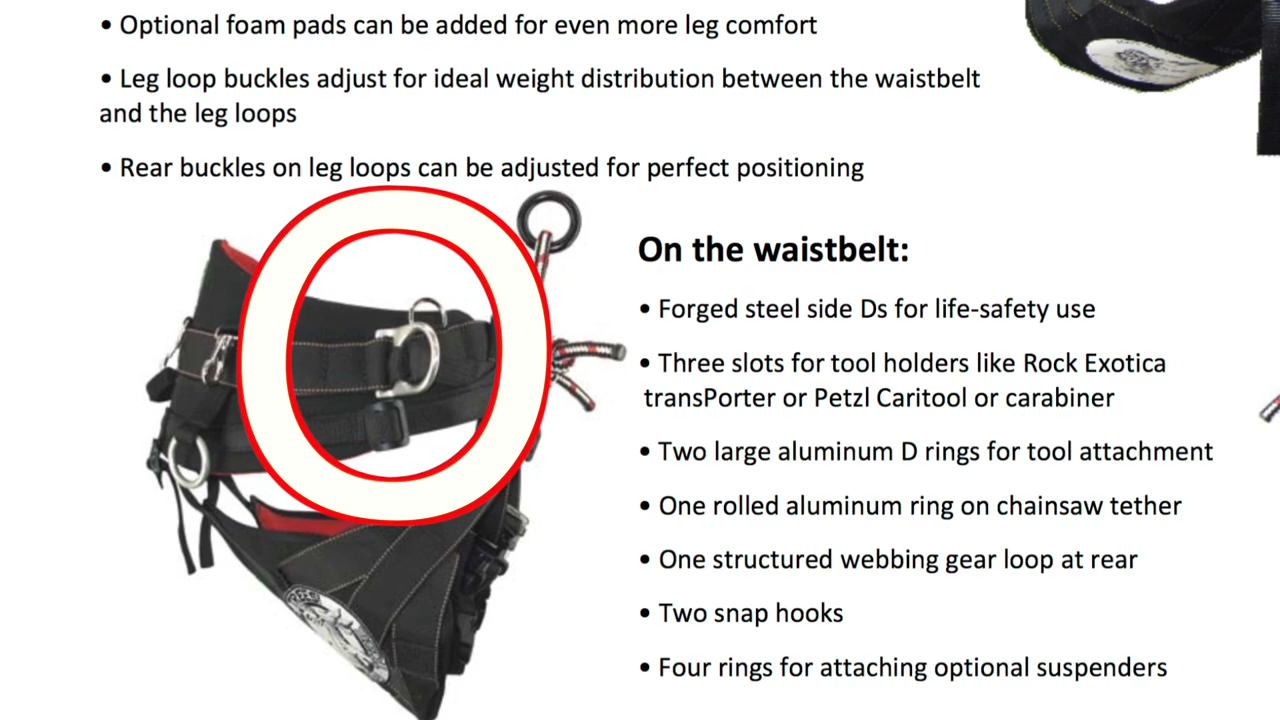 • Optional foam pads can be added for even more leg comfort
• Leg loop buckles adjust for ideal weight distribution between the waistbelt
and the leg loops
• Rear buckles on leg loops can be adjusted for perfect positioning
O
On the waistbelt:
• Forged steel side Ds for life-safety use
• Three slots for tool holders like Rock Exotica
transPorter or Petzl Caritool or carabiner
• Two large aluminum D rings for tool attachment
• One rolled aluminum ring on chainsaw tether
• One structured webbing gear loop at rear
• Two snap hooks
• Four rings for attaching optional suspenders